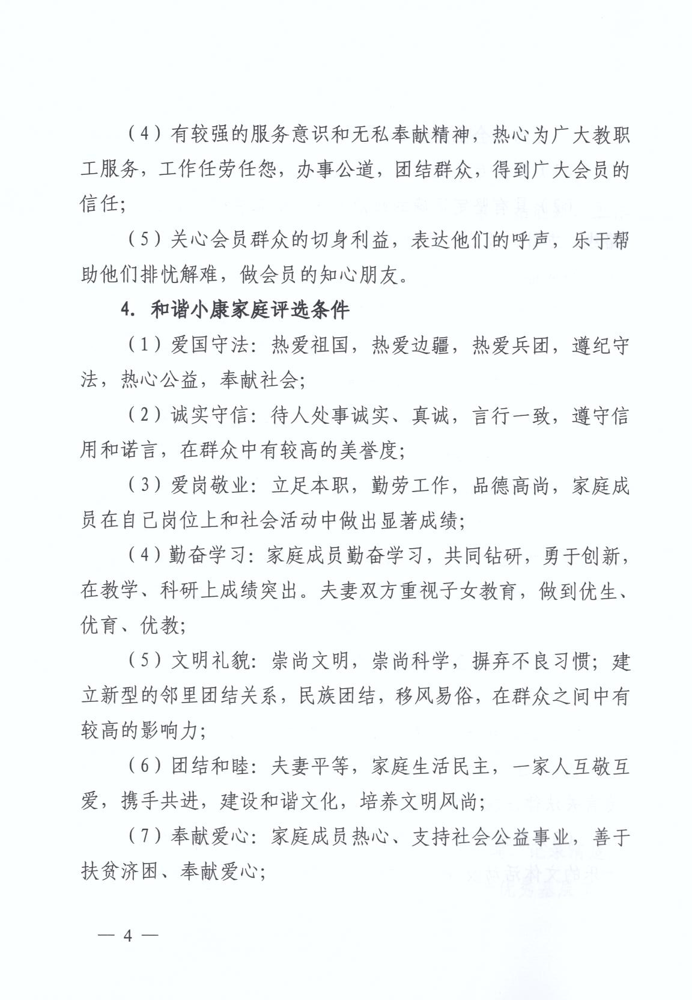 （4）有较强的服务意识和无私奉献精神，热心为广大教职
工服务，工作任劳任怨，办事公道，团结群众，得到广大会员的
信任；
（5）关心会员群众的切身利益，表达他们的呼声，乐于帮
助他们排忧解难，做会员的知心朋友。
4．和谐小康家庭评选条件
（1）爱国守法：热爱祖国，热爱边疆，热爱兵团，遵纪守
法，热心公益，奉献社会；
（2）诚实守信：待人处事诚实、真诚，言行一致，遵守信
用和诺言，在群众中有较高的美誉度；
（3）爱岗敬业：立足本职，勤劳工作，品德高尚，家庭成
员在自己岗位上和社会活动中做出显著成绩；
（4）勤奋学习：家庭成员勤奋学习，共同钻研，勇于创新，
在教学、科研上成绩突出。夫妻双方重视子女教育，做到优生、
优育、优教；
（5）文明礼貌：崇尚文明，崇尚科学，摒弃不良习惯；建
立新型的邻里团结关系，民族团结，移风易俗，在群众之间中有
较高的影响力；
（6）团结和睦：夫妻平等，家庭生活民主，一家人互敬互
爱，携手共进，建设和谐文化，培养文明风尚；
（7）奉献爱心：家庭成员热心、支持社会公益事业，善于
扶贫济困、奉献爱心；
— 4 —